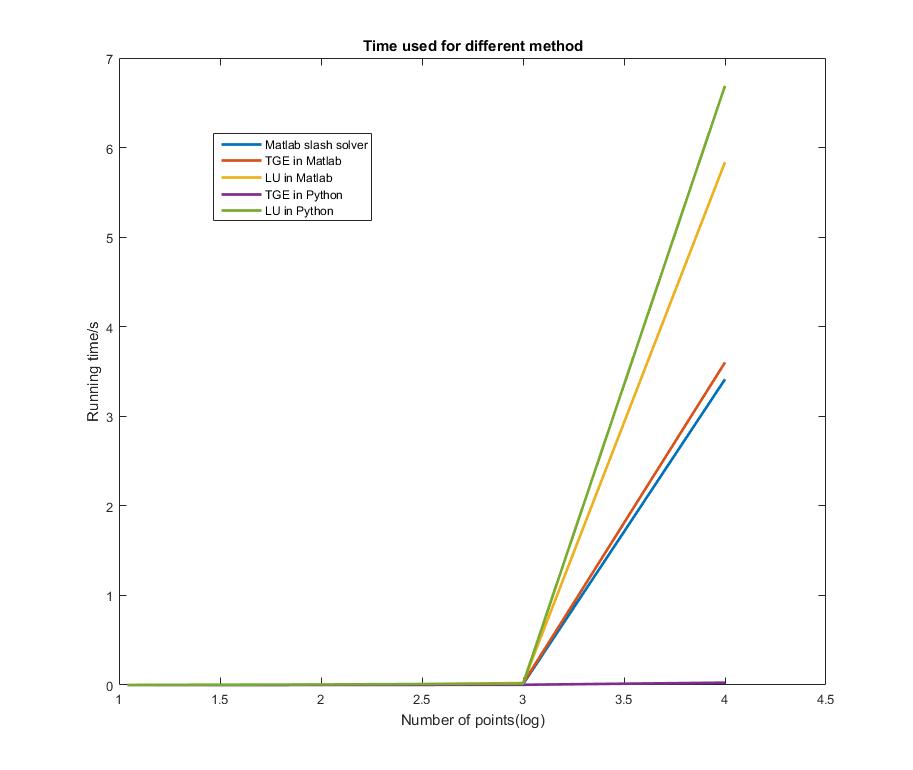 Time used for different method
7
6
5
4
3
2
1
0
Running time/s
Matlab slash solver
TGE in Matlab
LU in Matlab
TGE in Python
LU in Python
1 1.5 2 2.5 3 3.5 4 4.5
Number of points(log)